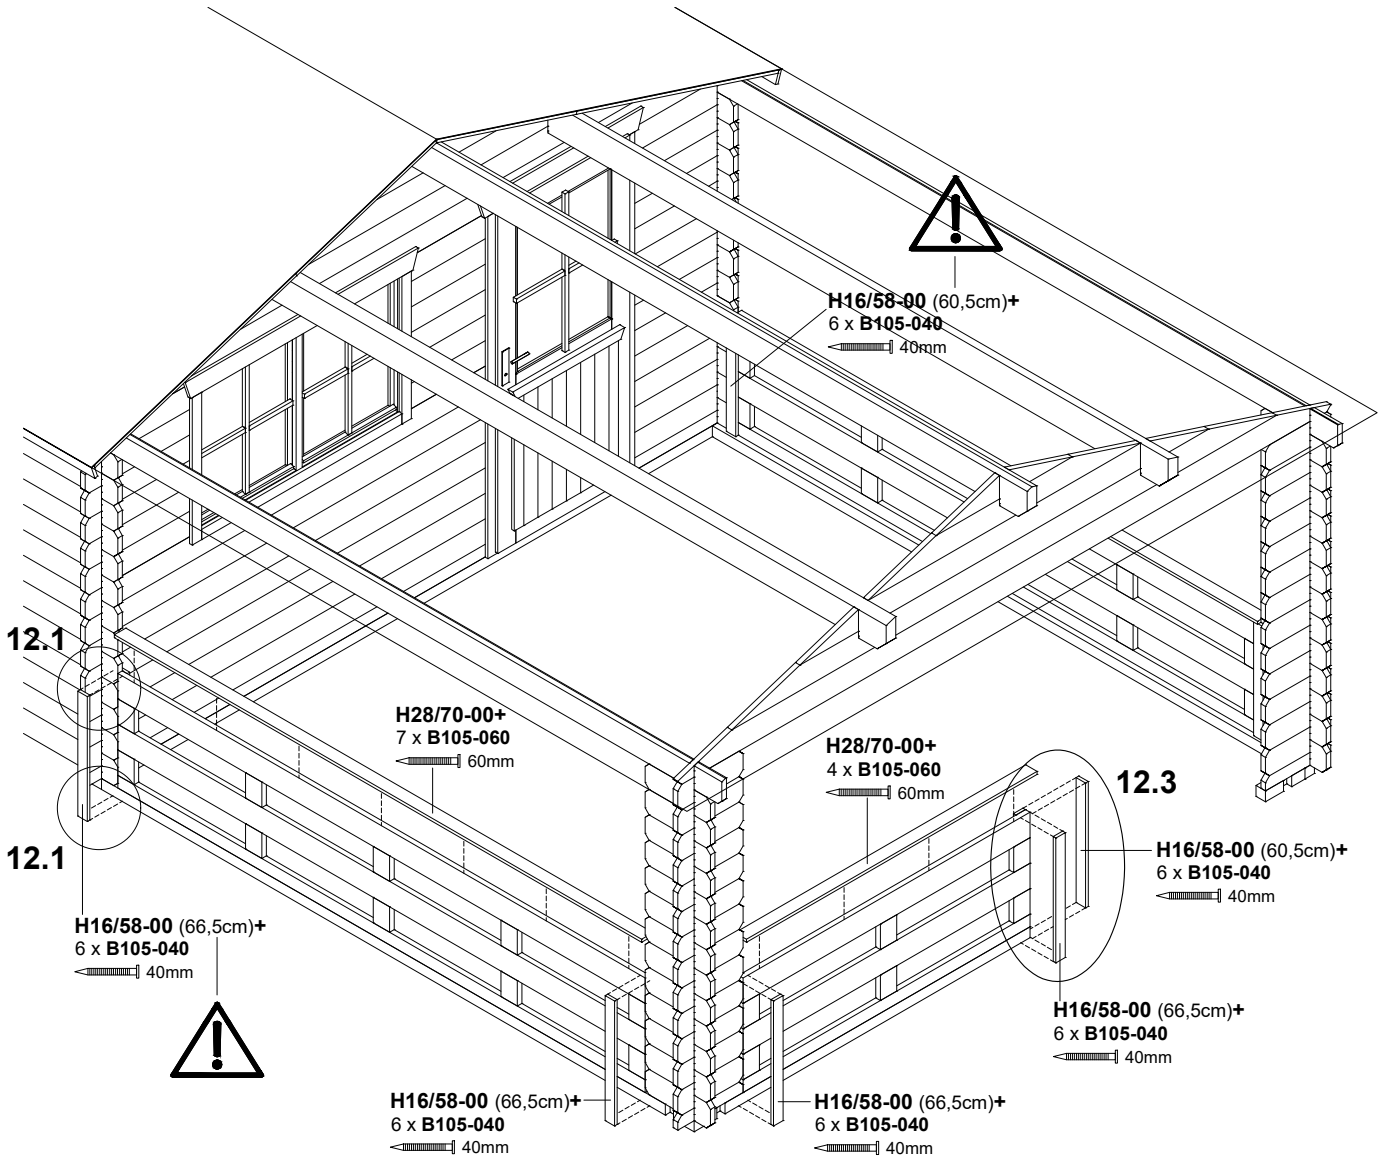 H16/58-00 (60,5cm)+
6 x B105-040
40mm
12.1
H28/70-00+
7 x B105-060
60mm
H28/70-00+
4 x B105-060
60mm
12.3
12.1
H16/58-00 (60,5cm)+
6 x B105-040
40mm
H16/58-00 (66,5cm)+
6 x B105-040
40mm
H16/58-00 (66,5cm)+
6 x B105-040
40mm
H16/58-00 (66,5cm)+
6 x B105-040
40mm
H16/58-00 (66,5cm)+
6 x B105-040
40mm